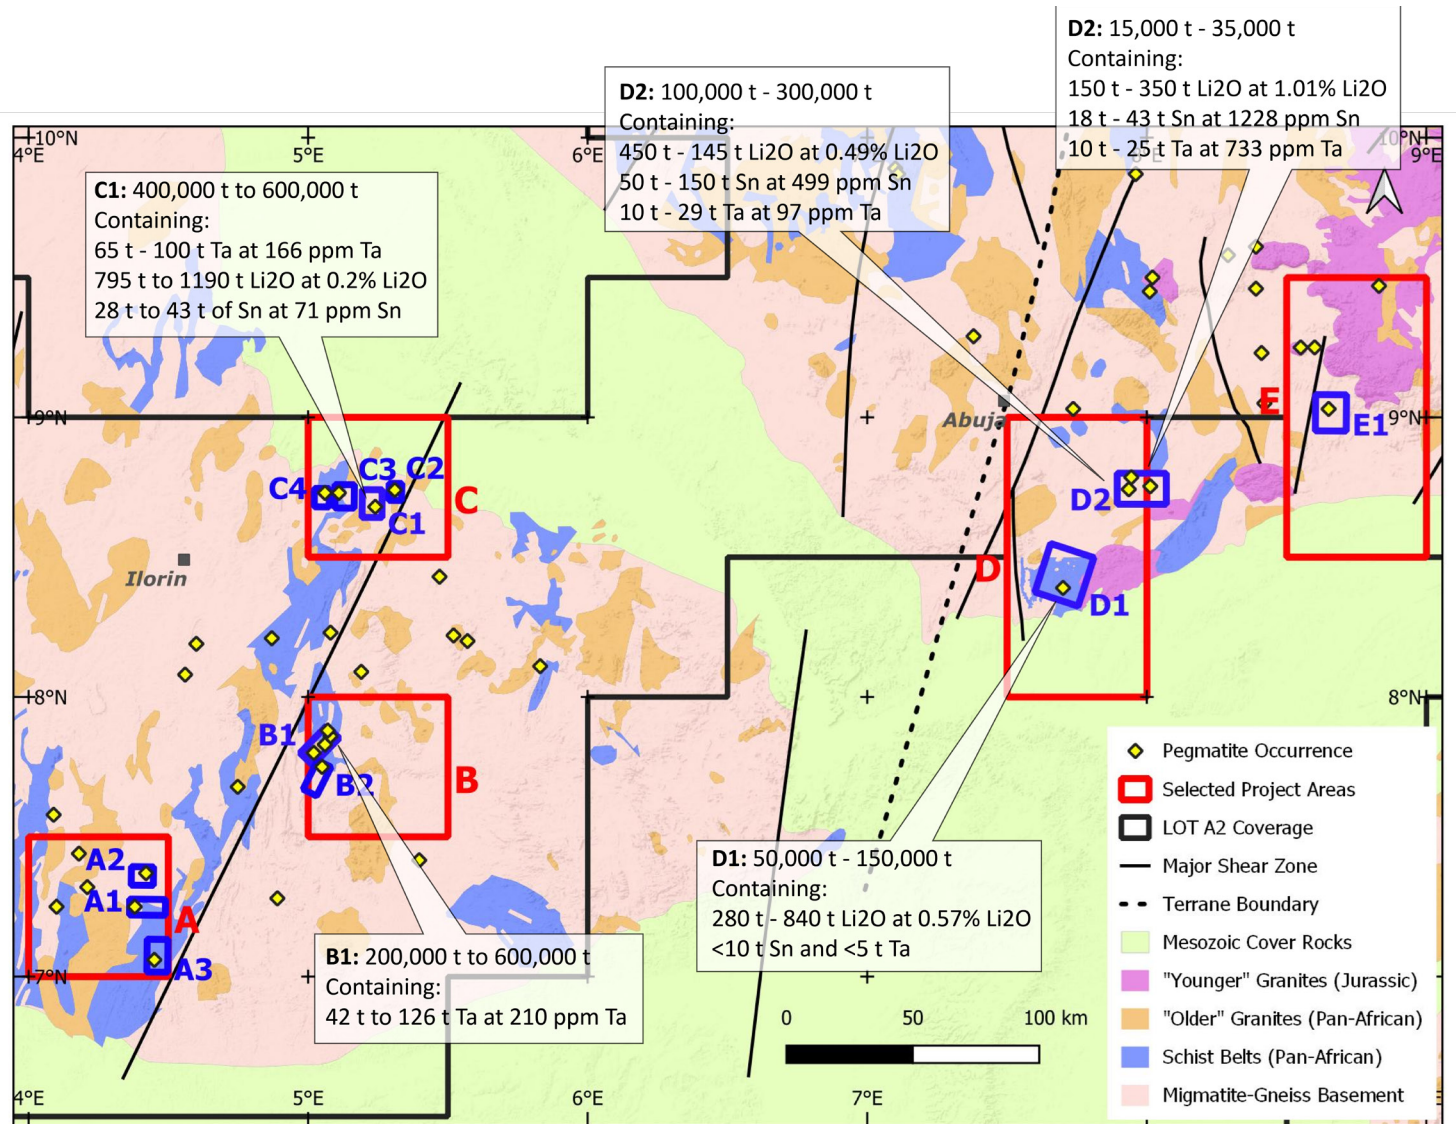 D2: 15,000 t - 35,000 t
Containing:
150 t - 350 t Li2O at 1.01% Li2O
18 t - 43 t Sn at 1228 ppm Sn
10 t - 25 t Ta at 733 ppm Ta
D2: 100,000 t - 300,000 t
Containing:
450 t - 145 t Li2O at 0.49% Li2O
50 t - 150 t Sn at 499 ppm Sn
10 t - 29 t Ta at 97 ppm Ta
10°N
4°E
5°E
6°E
10°N
9°E
C1: 400,000 t to 600,000 t
Containing:
65 t - 100 t Ta at 166 ppm Ta
795 t to 1190 t Li2O at 0.2% Li2O
28 t to 43 t of Sn at 71 ppm Sn
9°N
Abuja
E
E1
9°N
C4
C3
C2
C
C1
D2
Ilorin
D
D1
8°N
8°N
B1
B2
B
A2
A1
A
A3
7°N
Pegmatite Occurrence
Selected Project Areas
LOT A2 Coverage
Major Shear Zone
Terrane Boundary
Mesozoic Cover Rocks
"Younger" Granites (Jurassic)
"Older" Granites (Pan-African)
Schist Belts (Pan-African)
Migmatite-Gneiss Basement
D1: 50,000 t - 150,000 t
Containing:
280 t - 840 t Li2O at 0.57% Li2O
<10 t Sn and <5 t Ta
B1: 200,000 t to 600,000 t
Containing:
42 t to 126 t Ta at 210 ppm Ta
0 50 100 km
4°E
5°E
6°E
7°E